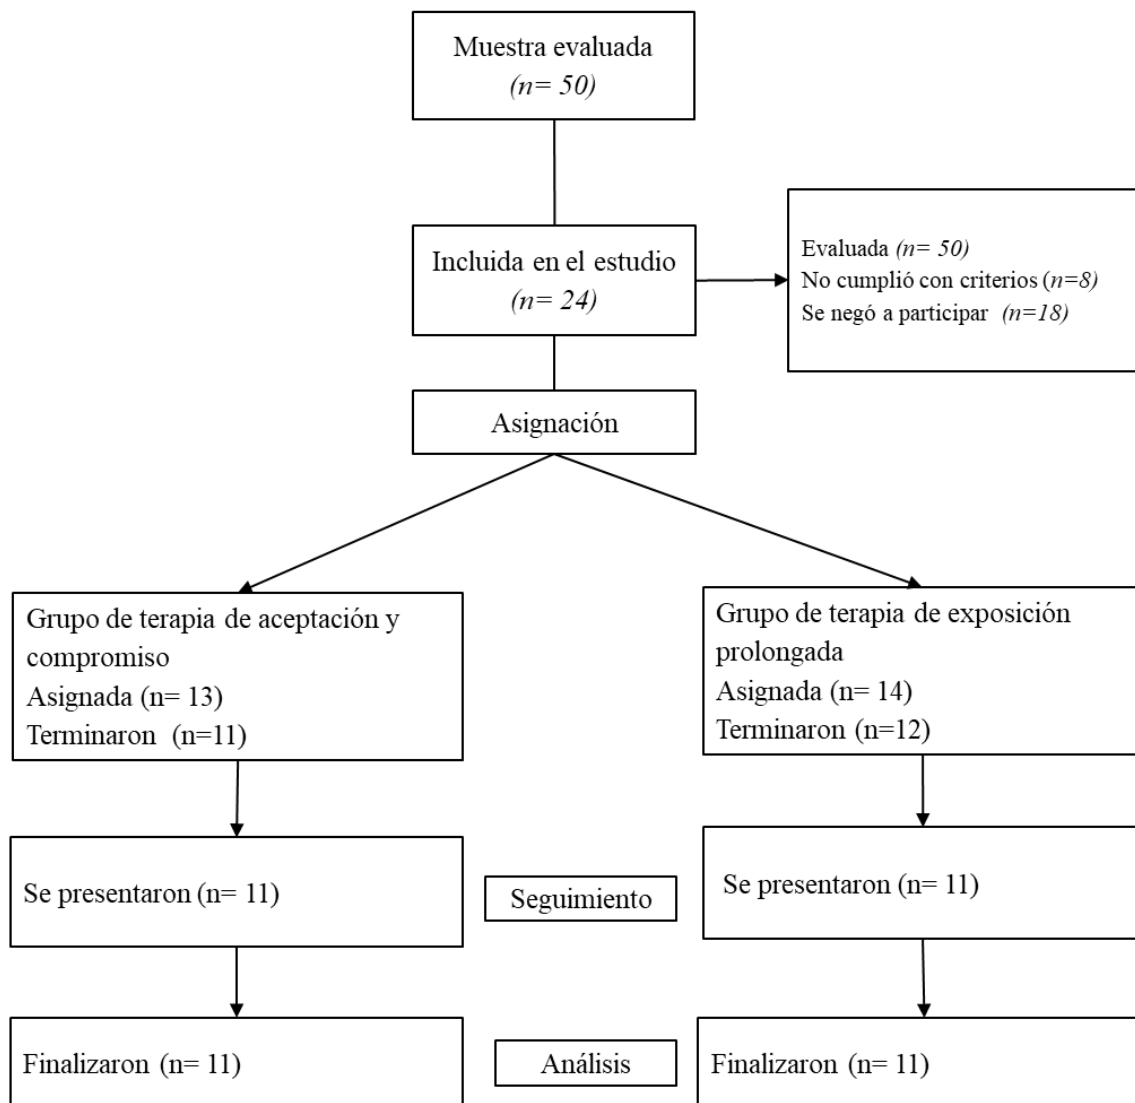 Muestra evaluada
(n= 50)
Incluida en el estudio
(n= 24)
Evaluada (n= 50)
No cumplió con criterios (n=8)
Se negó a participar (n=18)
Asignación
Grupo de terapia de aceptación y
compromiso
Asignada (n= 13)
Terminaron (n=11)
Grupo de terapia de exposición
prolongada
Asignada (n= 14)
Terminaron (n=12)
Se presentaron (n= 11)
Seguimiento
Se presentaron (n= 11)
Finalizaron (n= 11)
Análisis
Finalizaron (n= 11)